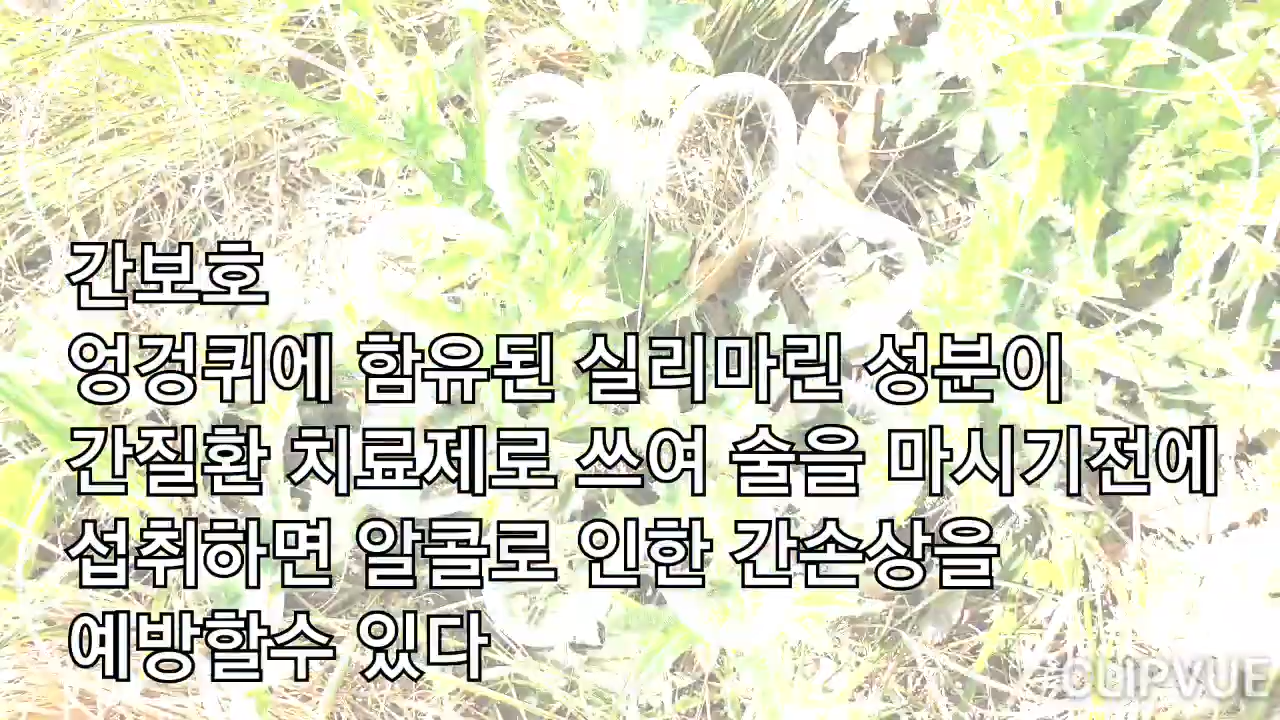 간보호
엉겅퀴에 함유된 실리마린 성분이
간질환 치료제로 쓰여 술을 마시기전에
섭취하면 알콜로 인한 간손상을
예방할수 있다
CLIPVUE